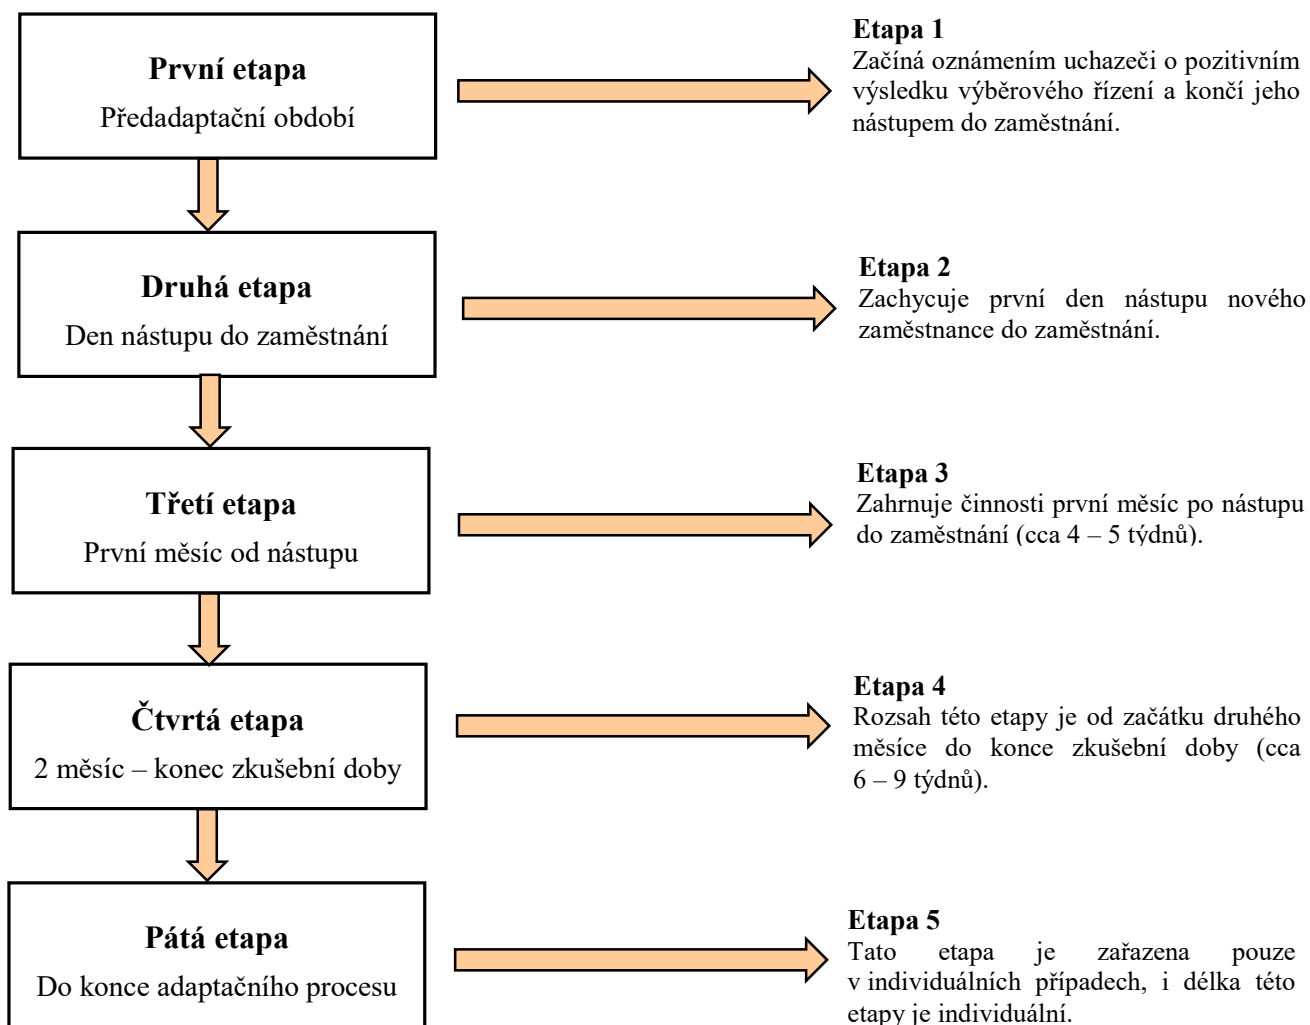 První etapa
Předadaptační období
Etapa 1
Začíná oznámením uchazeči o pozitivním
výsledku výběrového řízení a končí jeho
nástupem do zaměstnání.
Druhá etapa
Den nástupu do zaměstnání
Etapa 2
Zachycuje první den nástupu nového
zaměstnance do zaměstnání.
Třetí etapa
První měsíc od nástupu
Etapa 3
Zahrnuje činnosti první měsíc po nástupu
do zaměstnání (cca 4 – 5 týdnů).
Čtvrtá etapa
2 měsíc – konec zkušební doby
Etapa 4
Rozsah této etapy je od začátku druhého
měsíce do konce zkušební doby (cca
6 – 9 týdnů).
Pátá etapa
Do konce adaptačního procesu
Etapa 5
Tato etapa je zařazena pouze
v individuálních případech, i délka této
etapy je individuální.